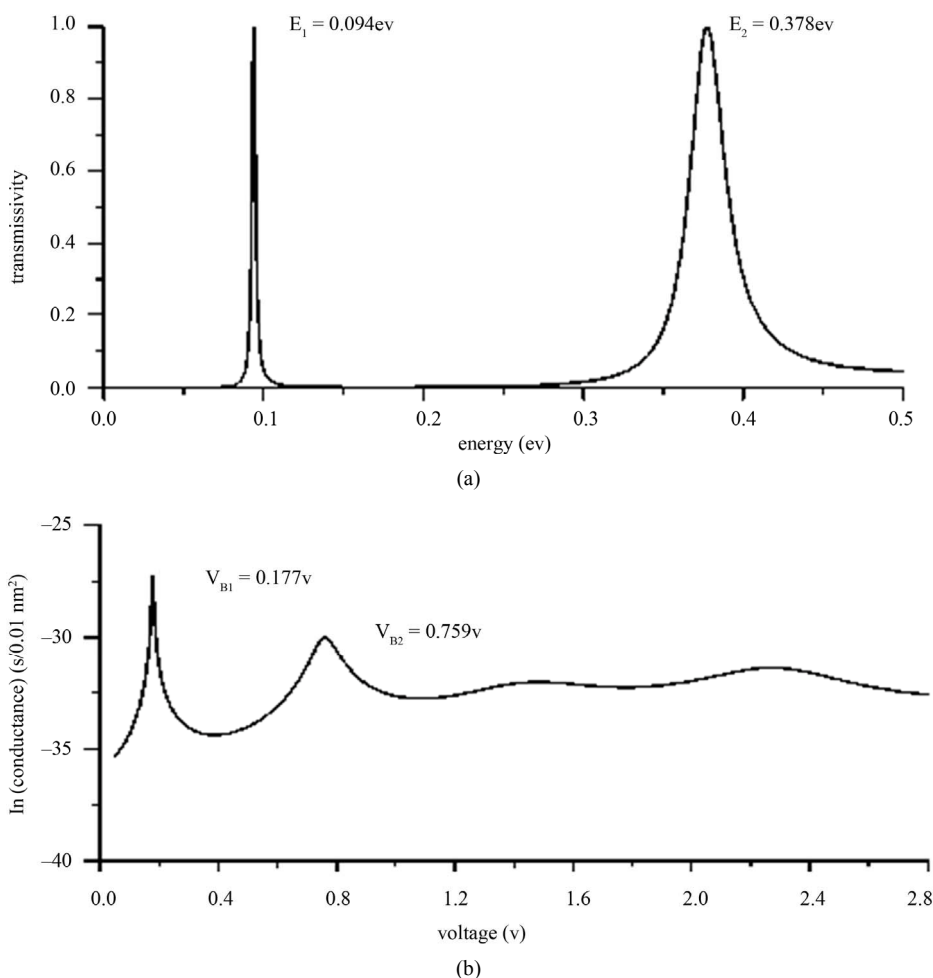 E₁ = 0.094ev
E₂ = 0.378ev
1.0
0.8
0.6
0.4
0.2
0.0
transmissivity
0.0 0.1 0.2 0.3 0.4 0.5
energy (ev)
(a)
V_B1 = 0.177v
V_B2 = 0.759v
–25
–30
–35
–40
ln (conductance) (s/0.01 nm²)
0.0 0.4 0.8 1.2 1.6 2.0 2.4 2.8
voltage (v)
(b)